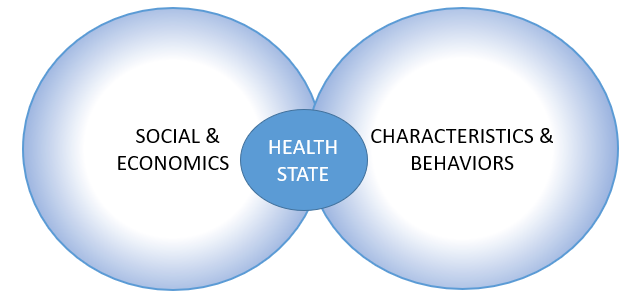 SOCIAL &
ECONOMICS
HEALTH
STATE
CHARACTERISTICS &
BEHAVIORS